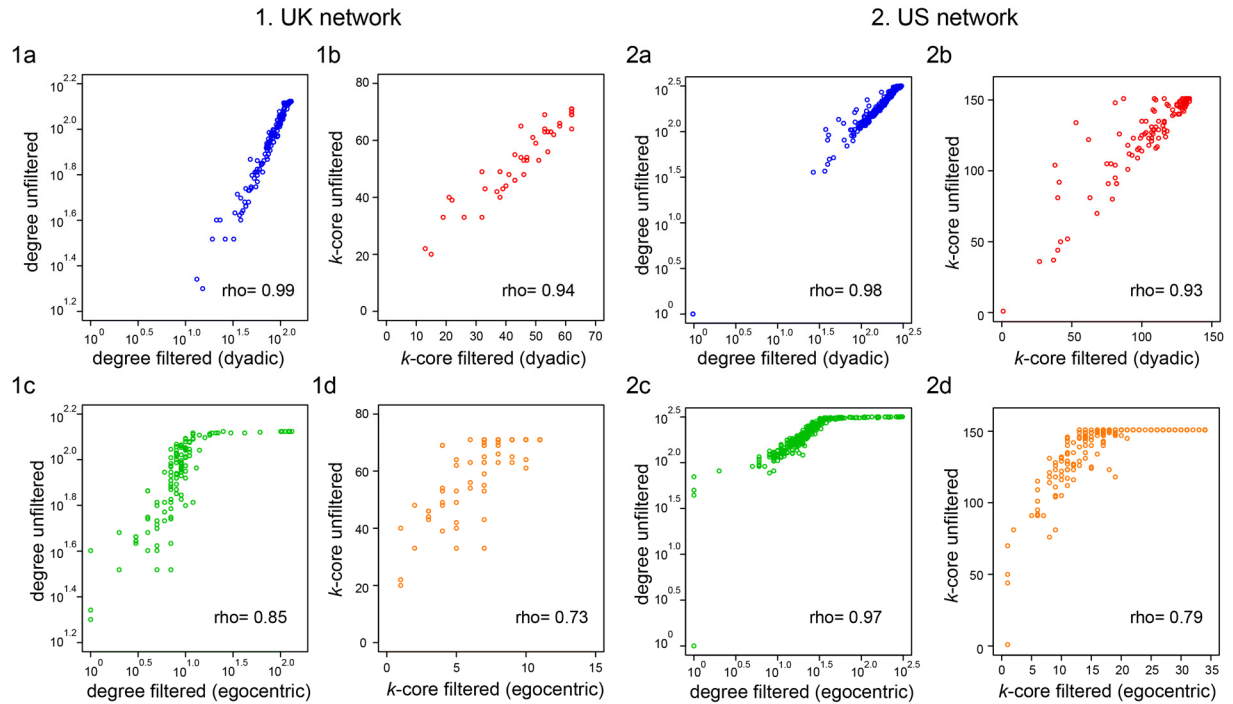 1. UK network
2. US network
1a
degree unfiltered
10^2.2
10^2.0
10^1.8
10^1.6
10^1.4
10^1.2
rho= 0.99
10^0 10^0.5 10^1.0 10^1.5 10^2.0
degree filtered (dyadic)
1b
k-core unfiltered
80
60
40
20
0
rho= 0.94
0 10 20 30 40 50 60 70
k-core filtered (dyadic)
2a
degree unfiltered
10^2.5
10^2.0
10^1.5
10^1.0
10^0.5
10^0
rho= 0.98
10^0 10^0.5 10^1.0 10^1.5 10^2.0 10^2.5
degree filtered (dyadic)
2b
k-core unfiltered
150
100
50
0
rho= 0.93
0 50 100 150
k-core filtered (dyadic)
1c
degree unfiltered
10^2.2
10^2.0
10^1.8
10^1.6
10^1.4
10^1.2
rho= 0.85
10^0 10^0.5 10^1.0 10^1.5 10^2.0
degree filtered (egocentric)
1d
k-core unfiltered
80
60
40
20
0
rho= 0.73
0 5 10 15
k-core filtered (egocentric)
2c
degree unfiltered
10^2.5
10^2.0
10^1.5
10^1.0
10^0.5
10^0
rho= 0.97
10^0 10^0.5 10^1.0 10^1.5 10^2.0 10^2.5
degree filtered (egocentric)
2d
k-core unfiltered
150
100
50
0
rho= 0.79
0 5 10 15 20 25 30 35
k-core filtered (egocentric)